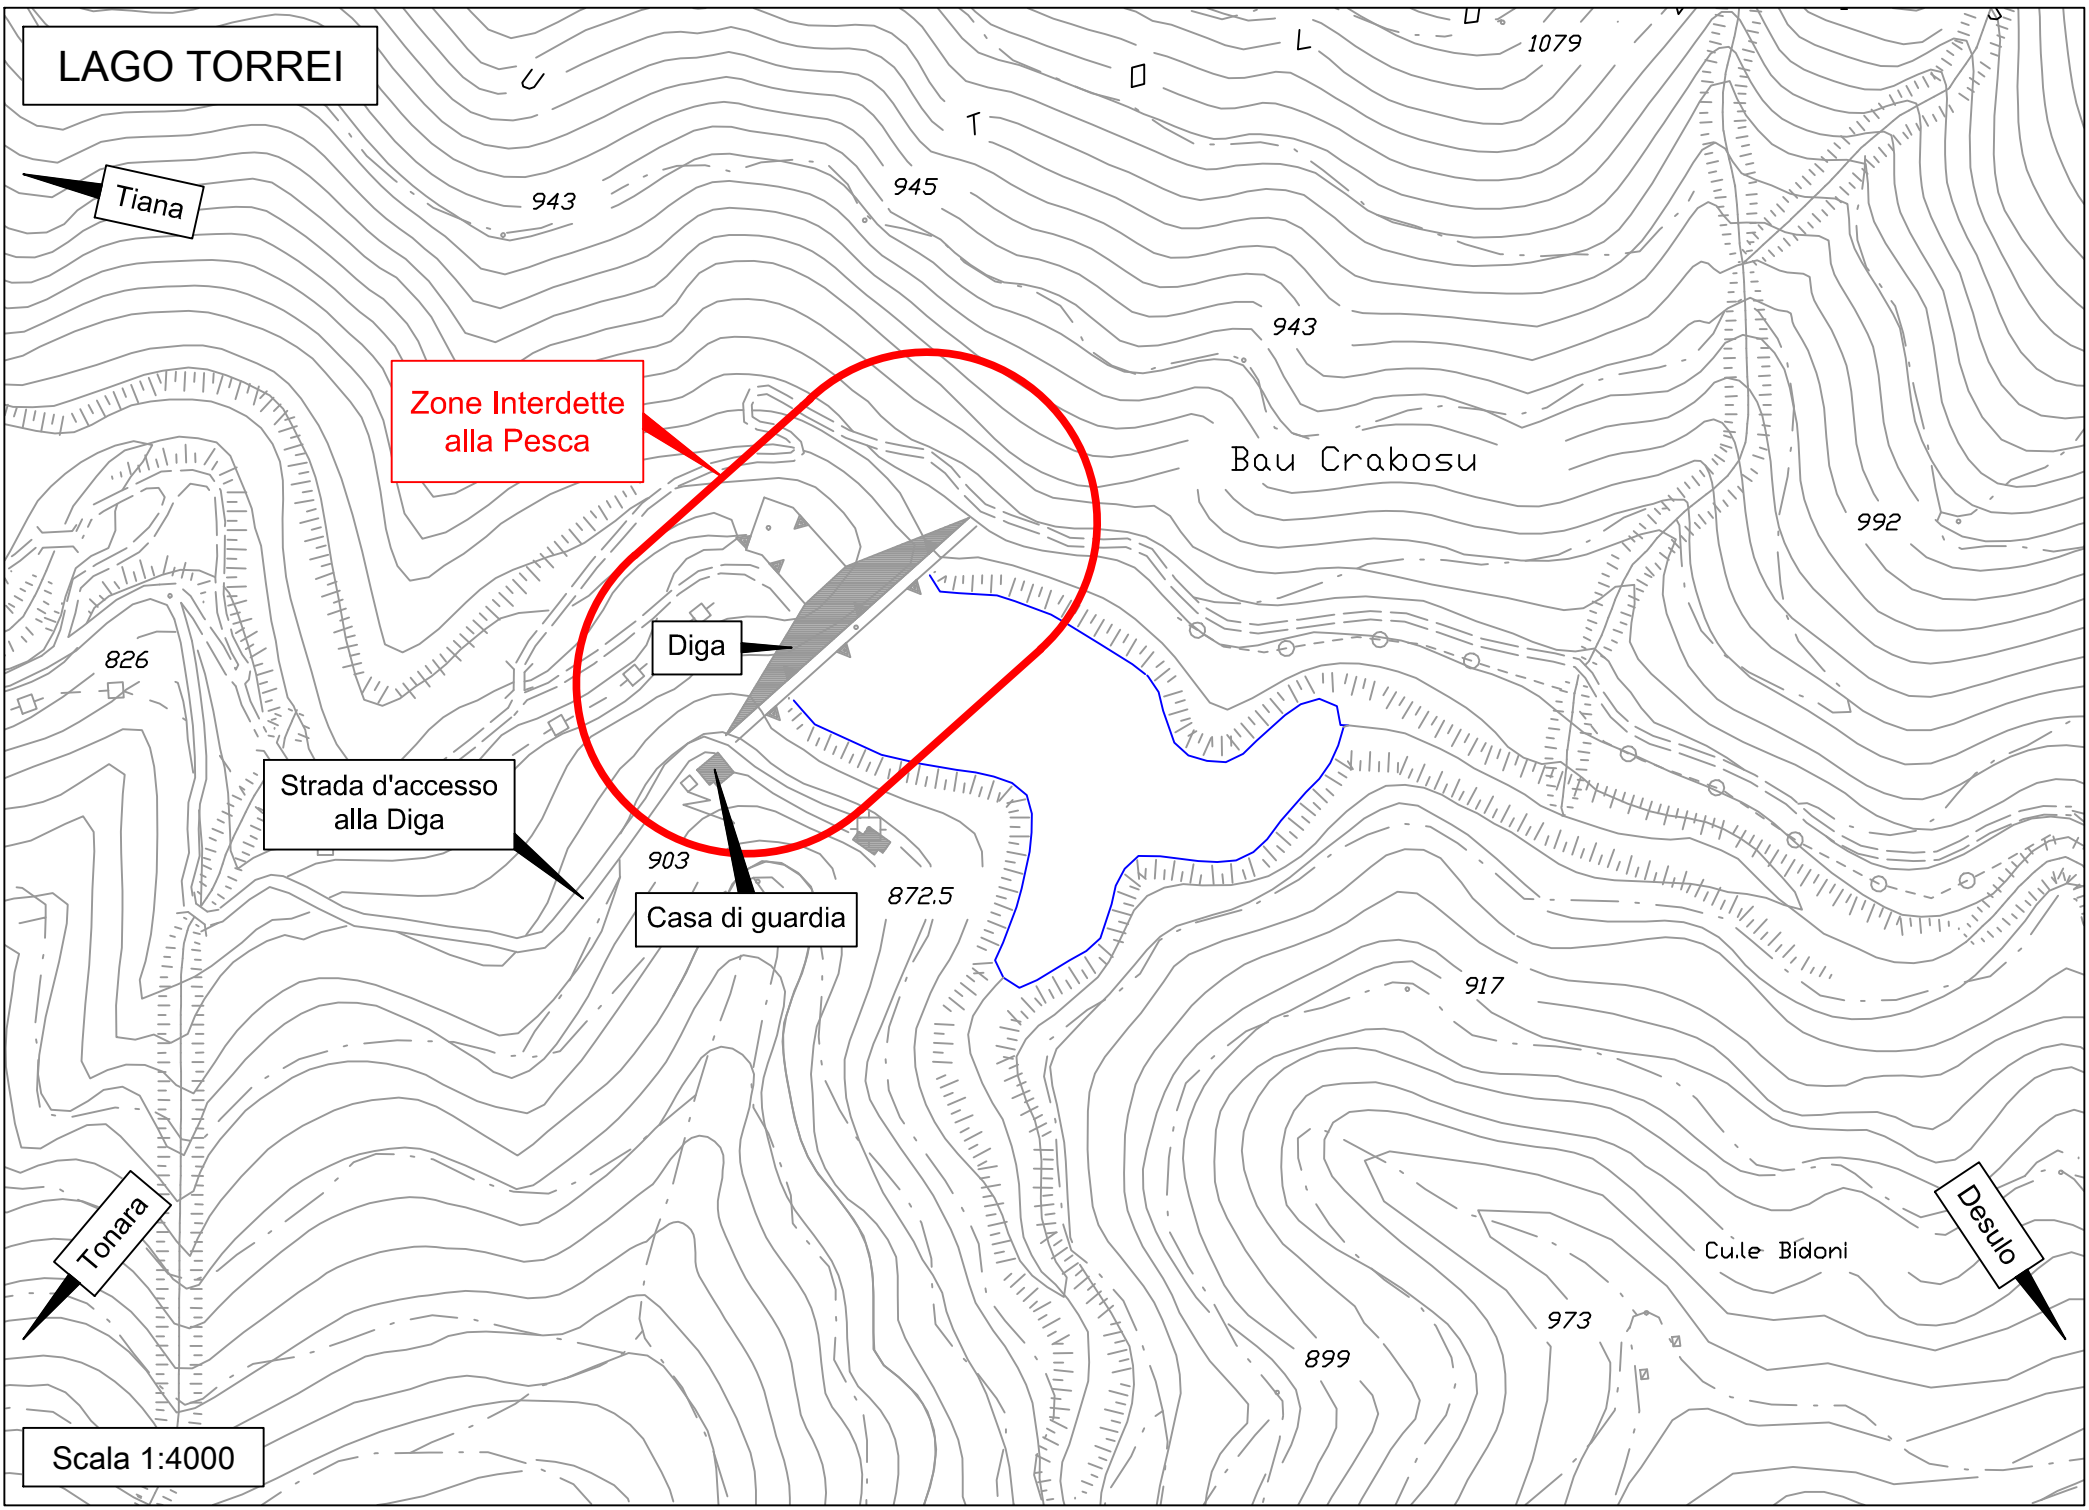 LAGO TORREI
1079
U
T
L
Tiana
943
945
943
Zone Interdette
alla Pesca
Bau Crabosu
992
Diga
826
Strada d'accesso
alla Diga
903
872.5
Casa di guardia
917
Tonara
Desulo
Cu.le Bidoni
973
899
Scala 1:4000